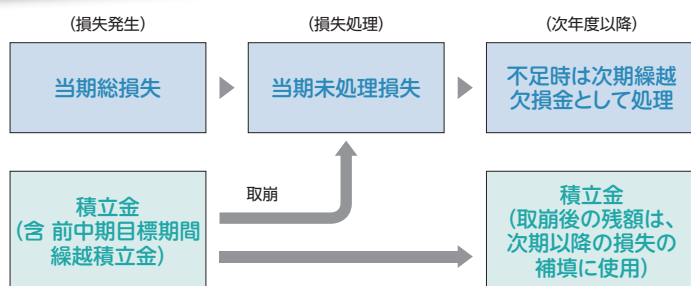 (損失発生)
(損失処理)
(次年度以降)
当期総損失
当期未処理損失
不足時は次期繰越
欠損金として処理
取崩
積立金
(含 前中期目標期間
繰越積立金)
積立金
(取崩後の残額は、
次期以降の損失の
補填に使用)